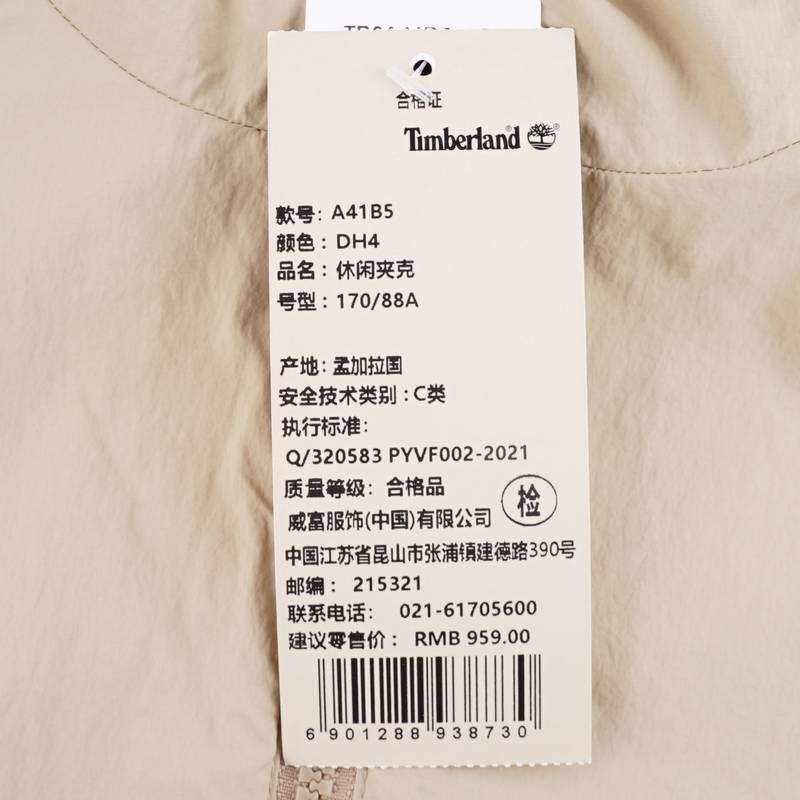 合格证
Timberland®
款号: A41B5
颜色: DH4
品名: 休闲夹克
号型: 170/88A
产地: 孟加拉国
安全技术类别: C类
执行标准:
Q/320583 PYVF002-2021
质量等级: 合格品
检
威富服饰(中国)有限公司
中国江苏省昆山市张浦镇建德路390号
邮编: 215321
联系电话: 021-61705600
建议零售价: RMB 959.00
6 901288 938730